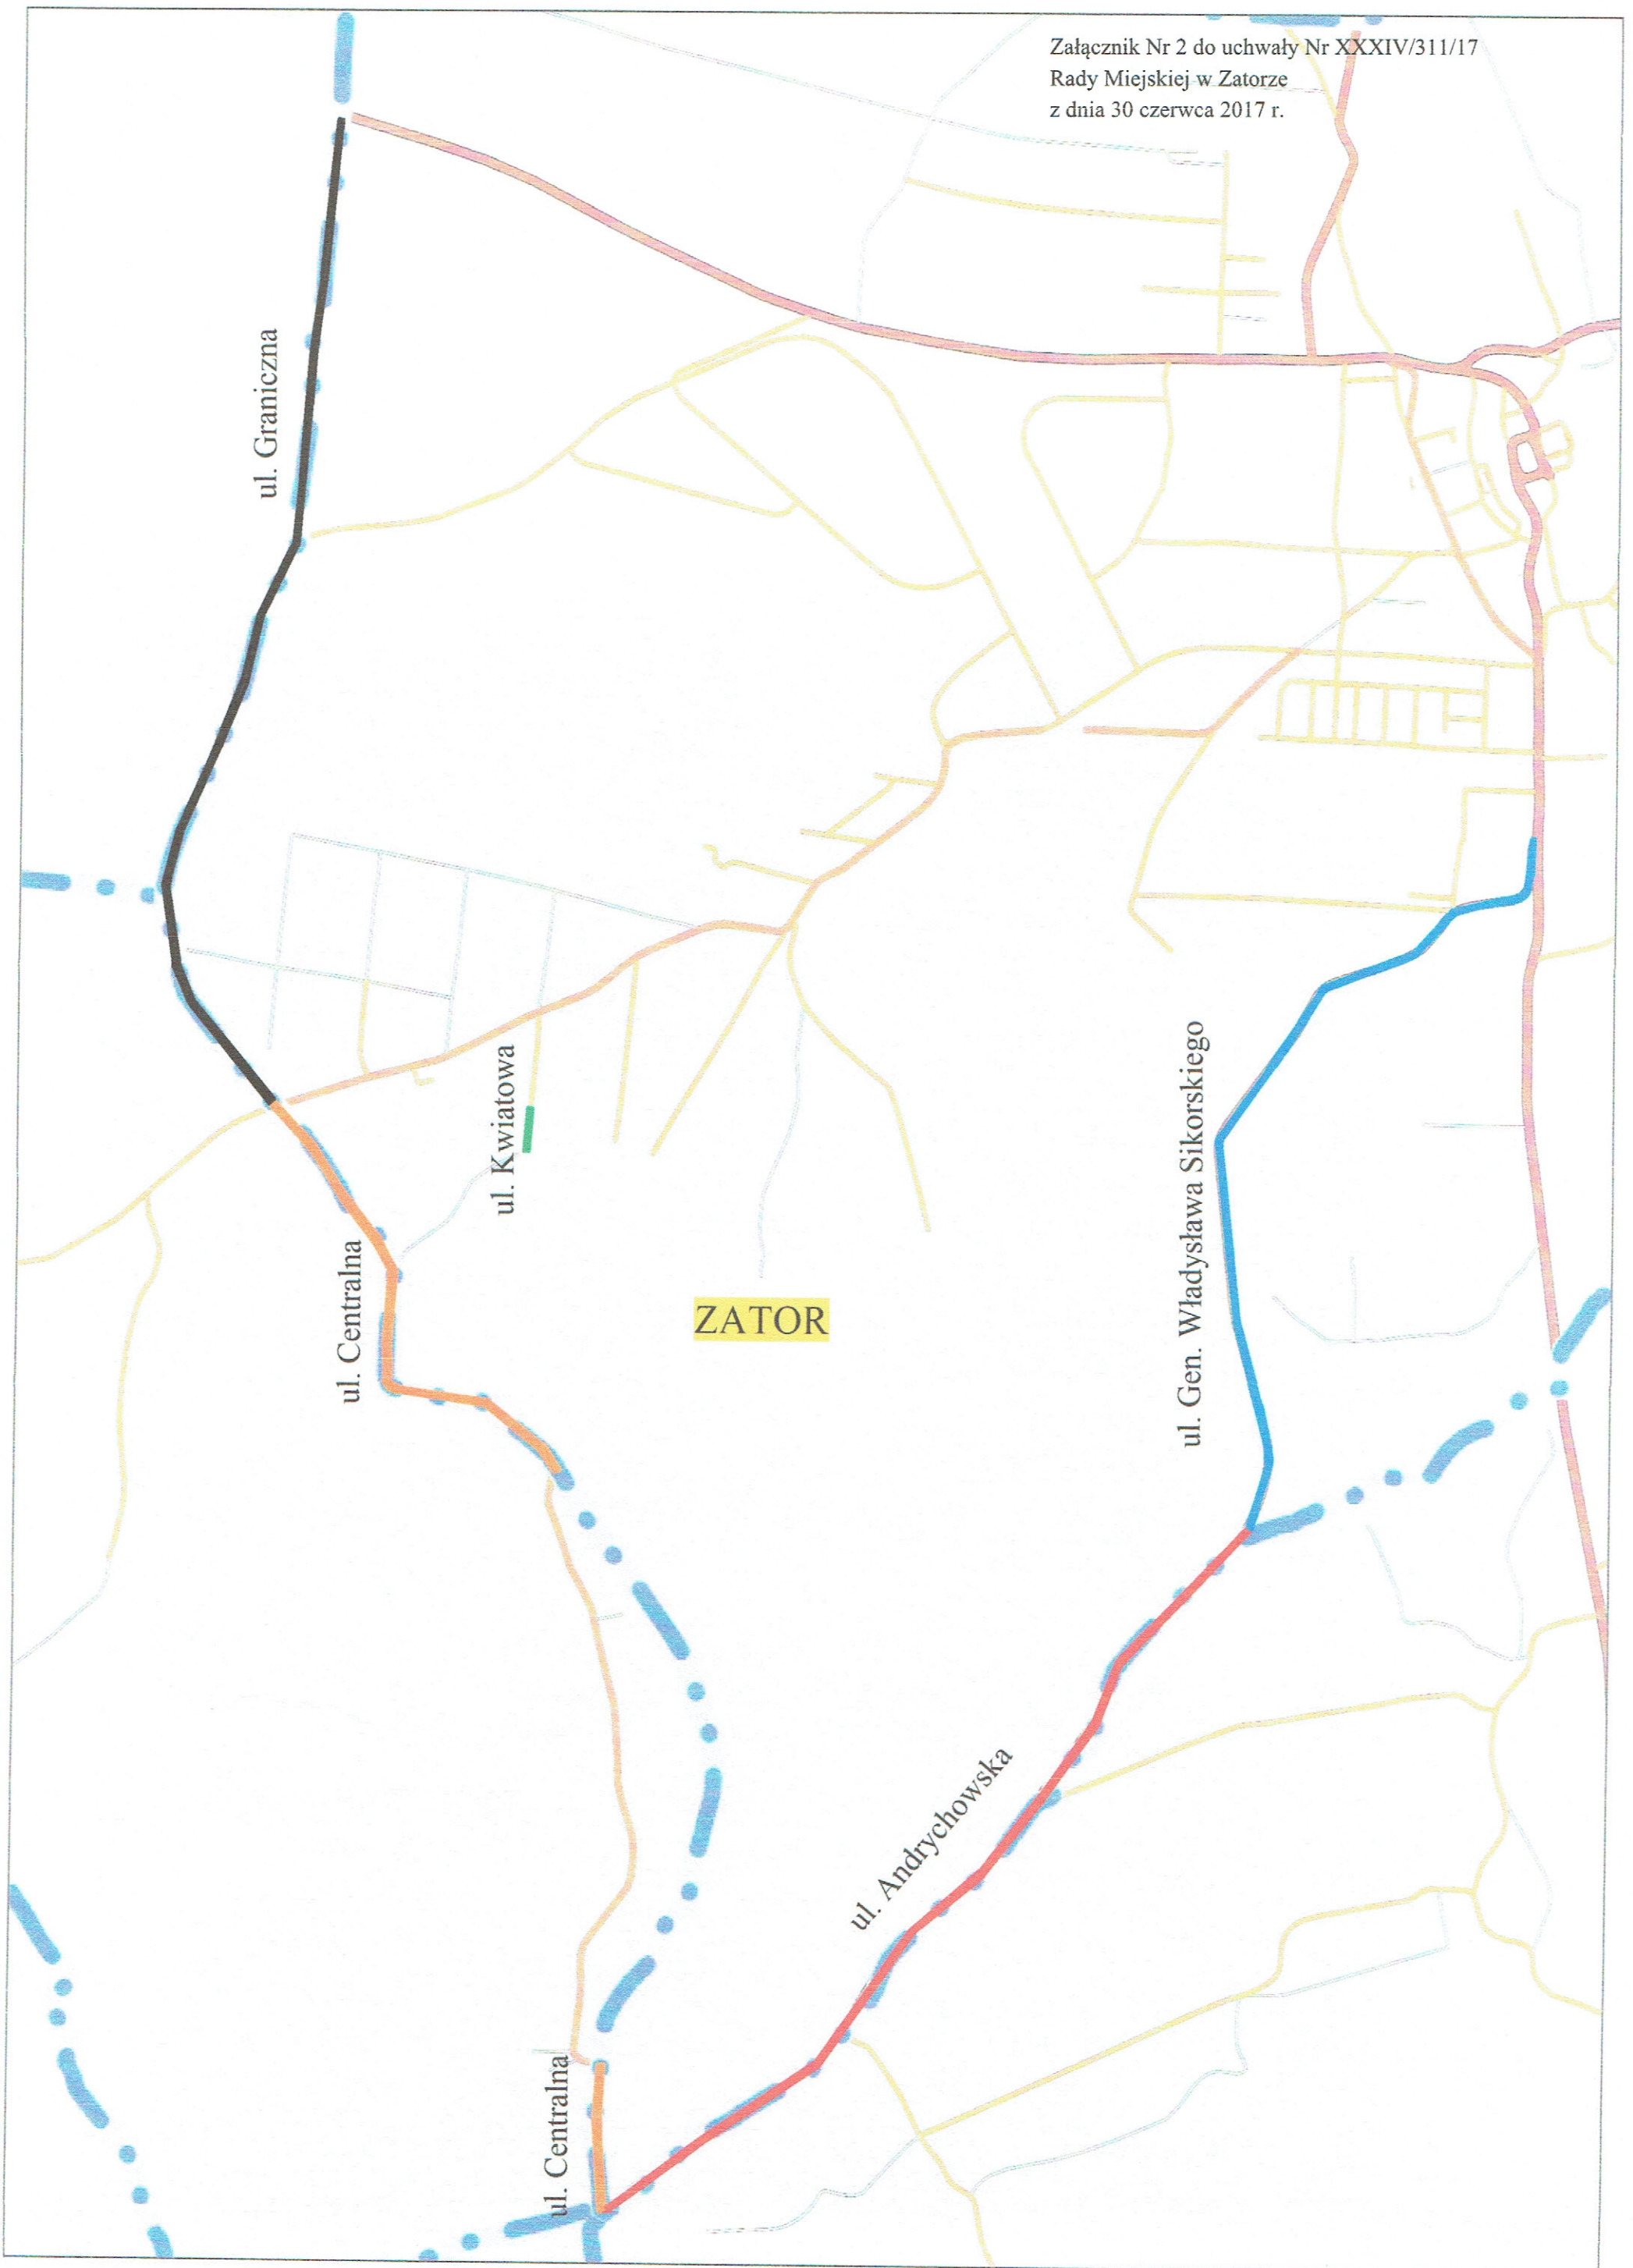 Załącznik Nr 2 do uchwały Nr XXXIV/311/17
Rady Miejskiej w Zatorze
z dnia 30 czerwca 2017 r.
ul. Graniczna
ul. Kwiatowa
ul. Centralna
ZATOR
ul. Gen. Władysława Sikorskiego
ul. Andrychowska
ul. Centralna